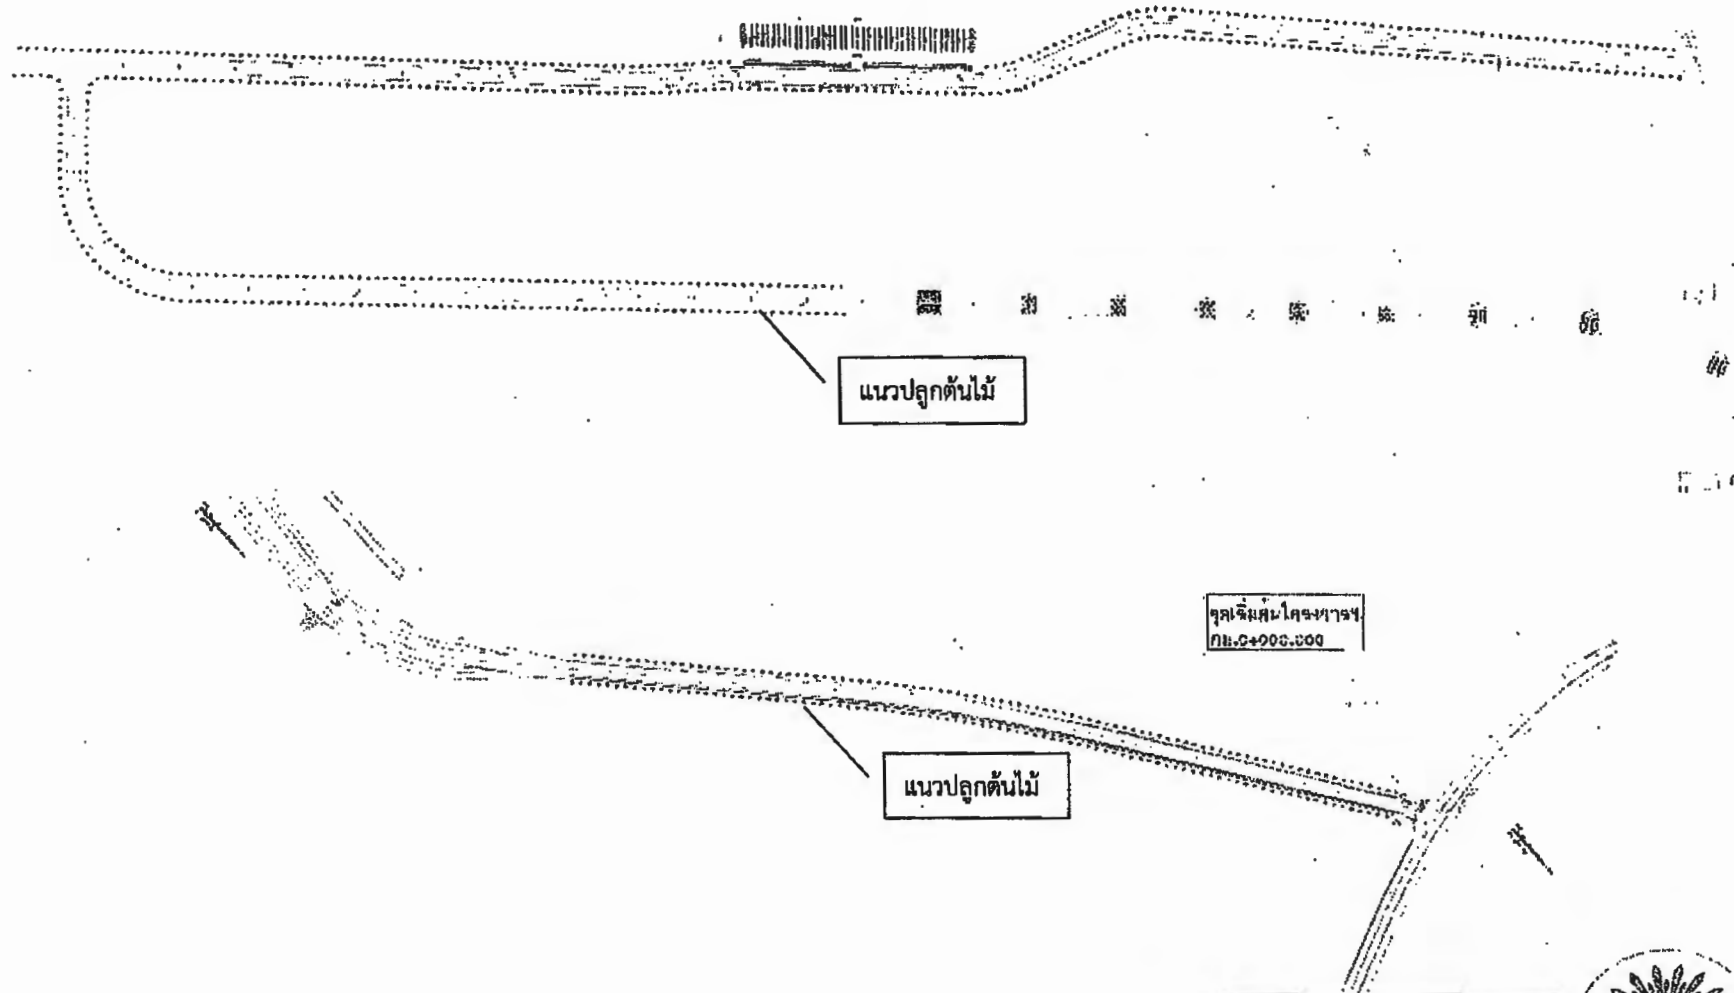 แนวปลูกต้นไม้
จุดเริ่มต้นโครงการฯ
กม.0+000.000
แนวปลูกต้นไม้